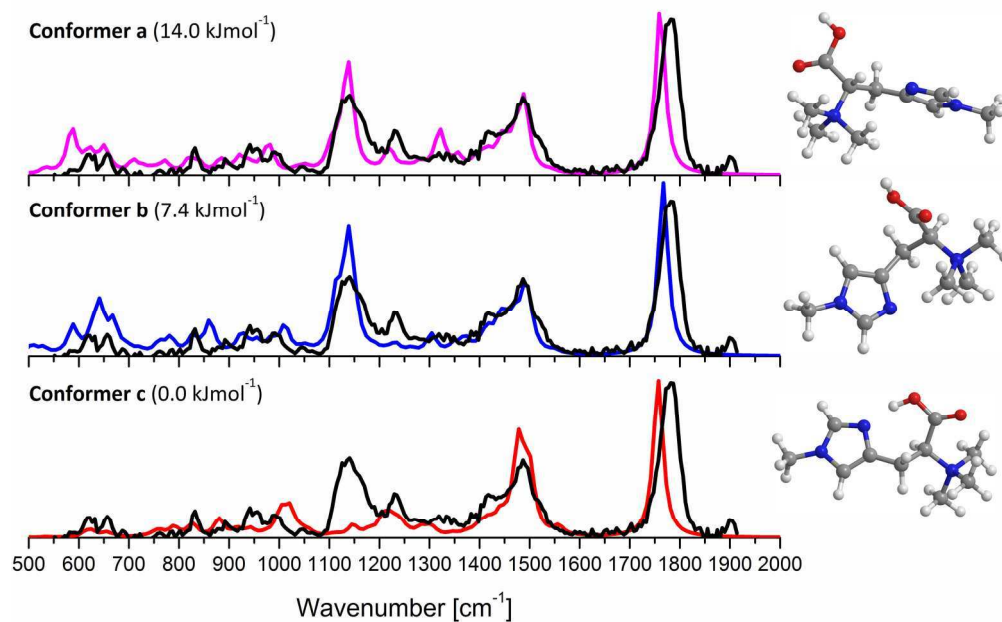 Conformer a (14.0 kJmol⁻¹)
Conformer b (7.4 kJmol⁻¹)
Conformer c (0.0 kJmol⁻¹)
500 600 700 800 900 1000 1100 1200 1300 1400 1500 1600 1700 1800 1900 2000
Wavenumber [cm⁻¹]